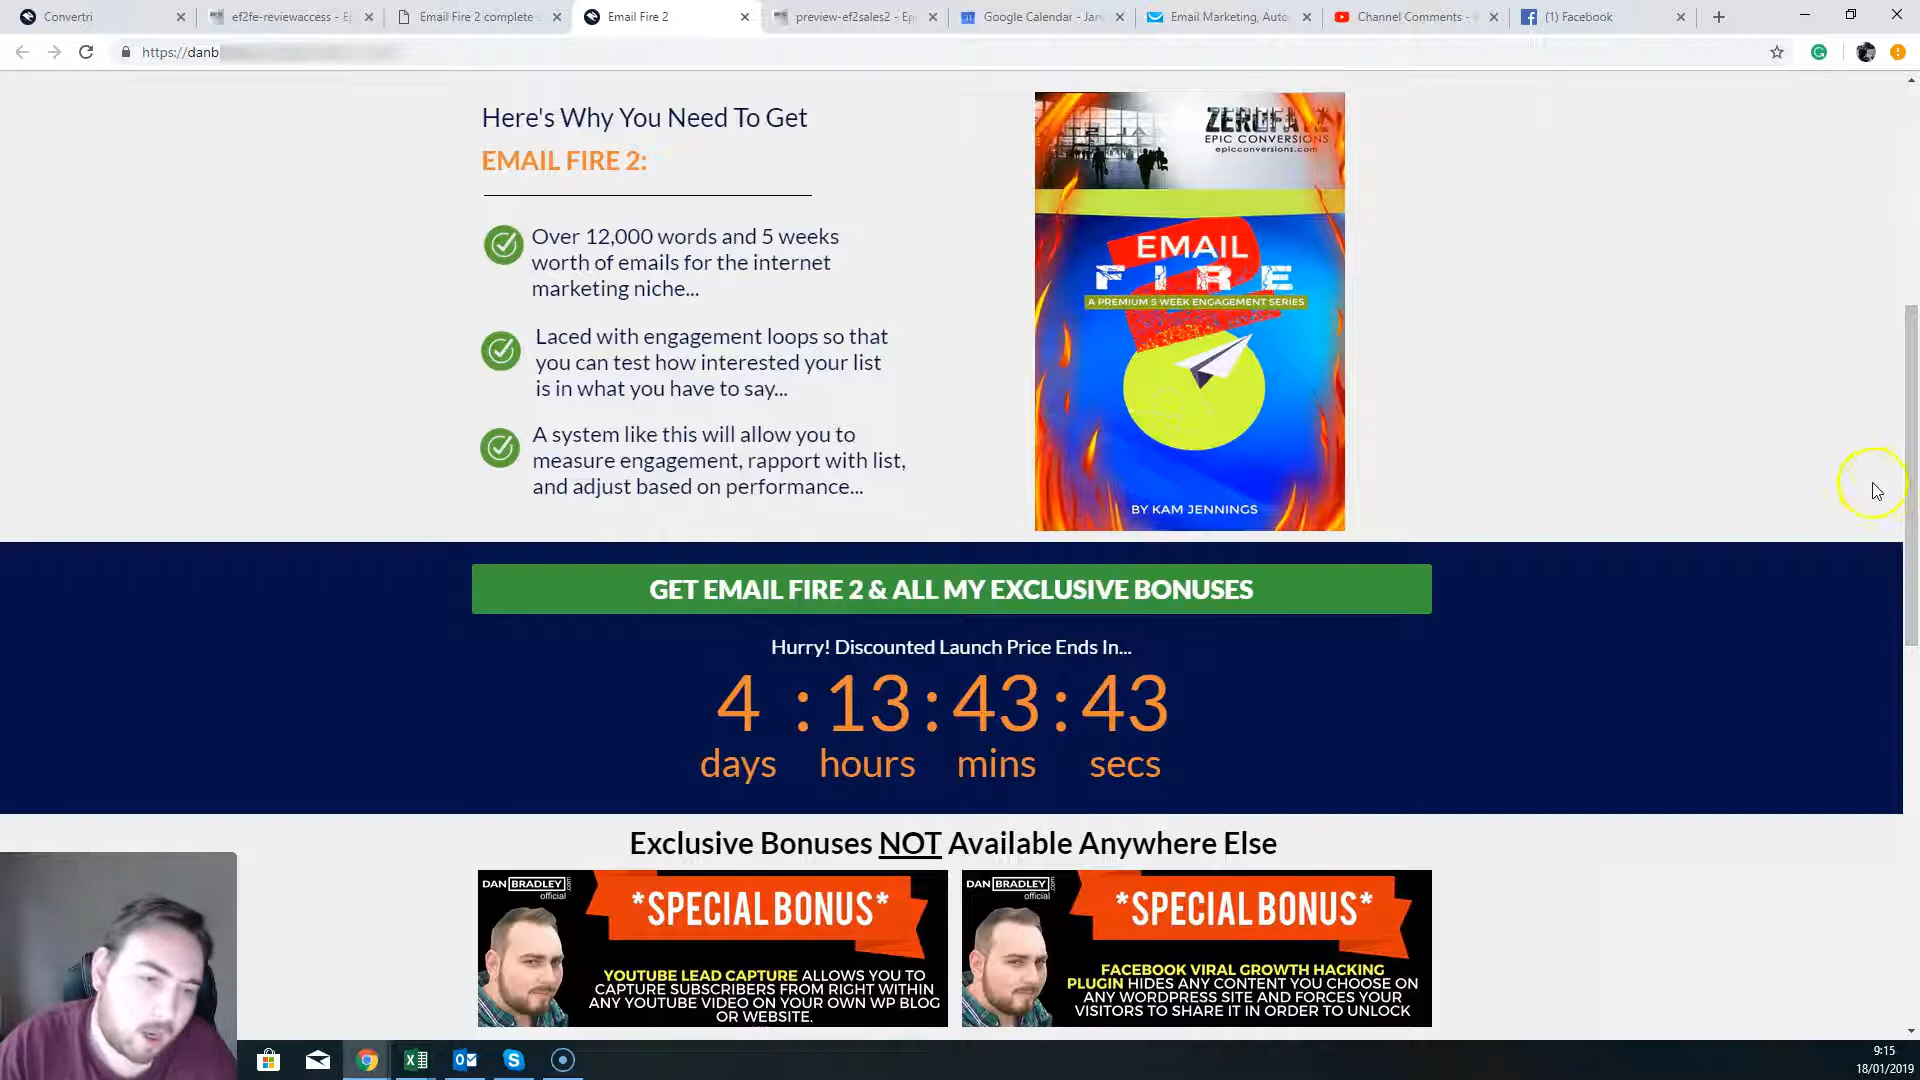 Convertri
ef2fe-reviewaccess - Ep
Email Fire 2 complete
Email Fire 2
preview-ef2sales2 - Ep
Google Calendar - Jan
Email Marketing, Auto
Channel Comments -
(1) Facebook
https://danb
Here's Why You Need To Get
EMAIL FIRE 2:
Over 12,000 words and 5 weeks
worth of emails for the internet
marketing niche...
Laced with engagement loops so that
you can test how interested your list
is in what you have to say...
A system like this will allow you to
measure engagement, rapport with list,
and adjust based on performance...
EPIC CONVERSIONS
epicconversions.com
EMAIL
FIRE
A PREMIUM 5 WEEK ENGAGEMENT SERIES
BY KAM JENNINGS
GET EMAIL FIRE 2 & ALL MY EXCLUSIVE BONUSES
Hurry! Discounted Launch Price Ends In...
4 : 13 : 43 : 43
days hours mins secs
Exclusive Bonuses NOT Available Anywhere Else
DAN BRADLEY .com
official
*SPECIAL BONUS*
YOUTUBE LEAD CAPTURE ALLOWS YOU TO
CAPTURE SUBSCRIBERS FROM RIGHT WITHIN
ANY YOUTUBE VIDEO ON YOUR OWN WP BLOG
OR WEBSITE.
DAN BRADLEY .com
official
*SPECIAL BONUS*
FACEBOOK VIRAL GROWTH HACKING
PLUGIN HIDES ANY CONTENT YOU CHOOSE ON
ANY WORDPRESS SITE AND FORCES YOUR
VISITORS TO SHARE IT IN ORDER TO UNLOCK
9:15
18/01/2019